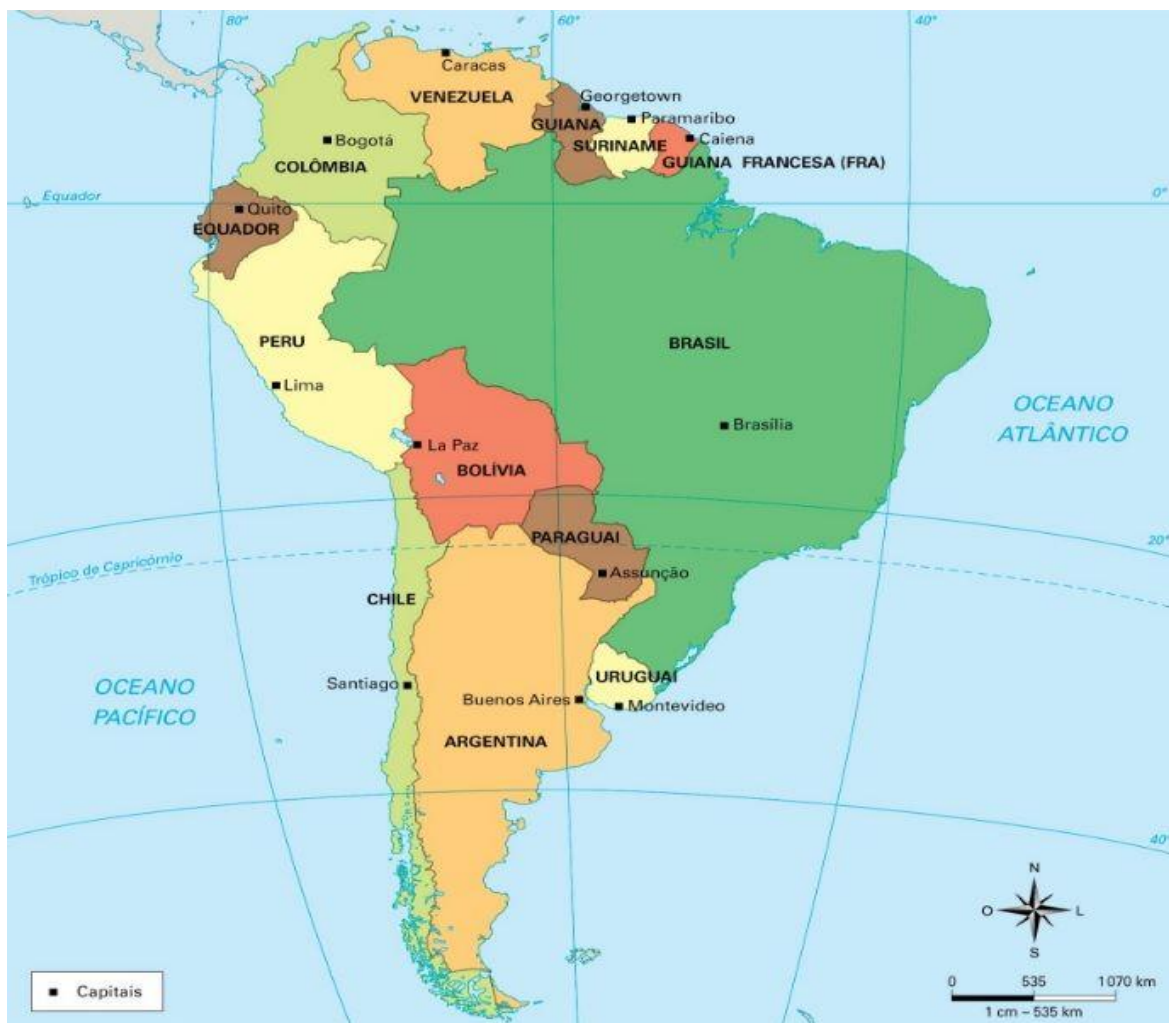 80°
60°
40°
Caracas
VENEZUELA
Georgetown
GUIANA
Paramaribo
SURINAME
Caiena
GUIANA FRANCESA (FRA)
Bogotá
COLÔMBIA
Equador
0°
Quito
EQUADOR
PERU
BRASIL
Lima
Brasília
OCEANO
ATLÂNTICO
La Paz
BOLÍVIA
PARAGUAI
20°
Trópico de Capricórnio
Assunção
CHILE
URUGUAI
Santiago
Buenos Aires
Montevideo
OCEANO
PACÍFICO
ARGENTINA
40°
N
O
L
S
Capitais
0 535 1 070 km
1 cm – 535 km